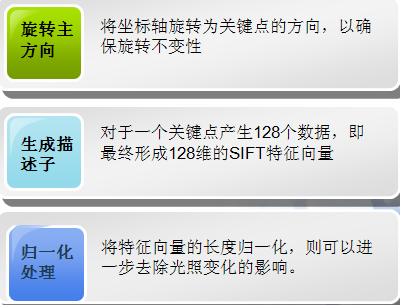 旋转主
方向
将坐标轴旋转为关键点的方向，以确
保旋转不变性
生成描
述子
对于一个关键点产生128个数据，即
最终形成128维的SIFT特征向量
归一化
处理
将特征向量的长度归一化，则可以进
一步去除光照变化的影响。